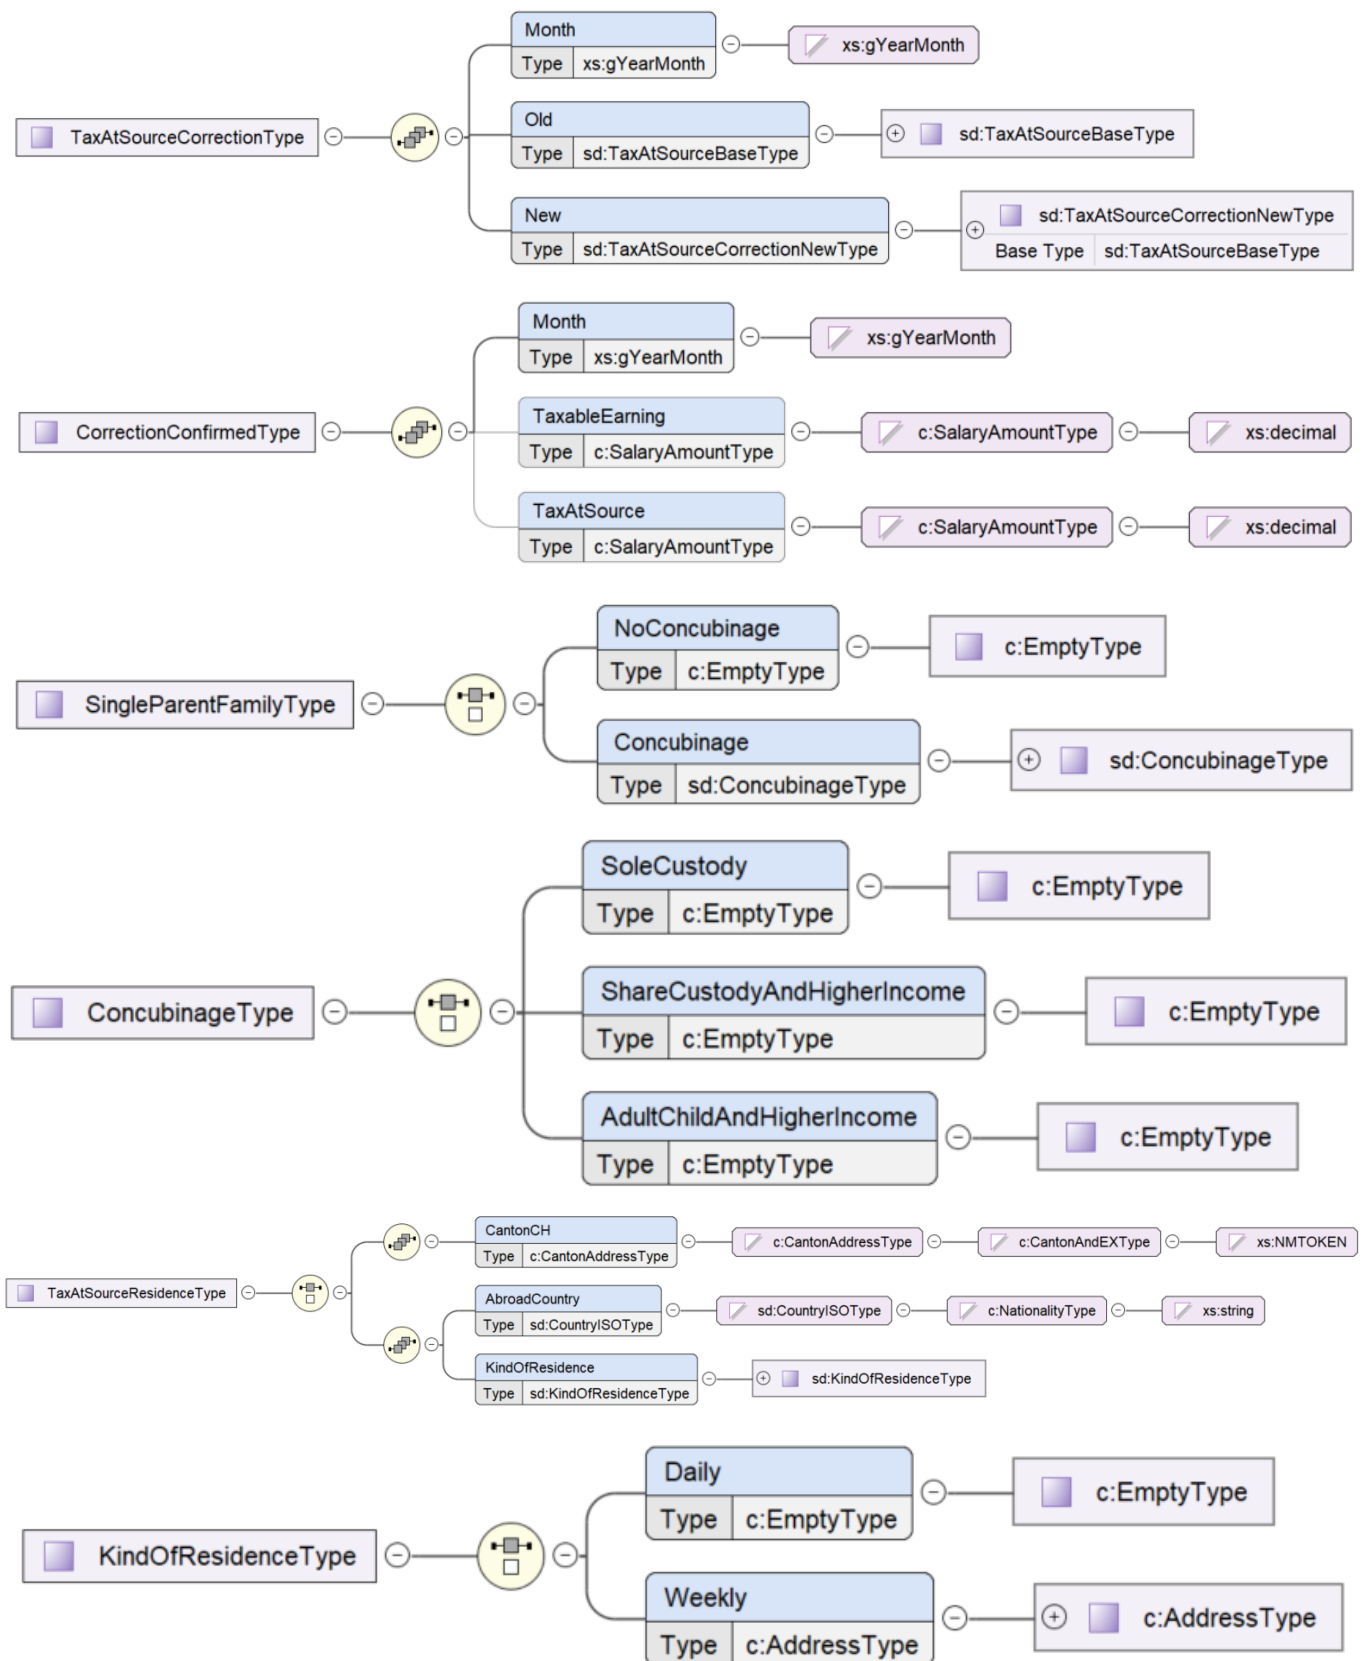 Month
Type xs:gYearMonth
xs:gYearMonth
TaxAtSourceCorrectionType
Old
Type sd:TaxAtSourceBaseType
sd:TaxAtSourceBaseType
New
Type sd:TaxAtSourceCorrectionNewType
sd:TaxAtSourceCorrectionNewType
Base Type sd:TaxAtSourceBaseType
Month
Type xs:gYearMonth
xs:gYearMonth
CorrectionConfirmedType
TaxableEarning
Type c:SalaryAmountType
c:SalaryAmountType
xs:decimal
TaxAtSource
Type c:SalaryAmountType
c:SalaryAmountType
xs:decimal
NoConcubinage
Type c:EmptyType
c:EmptyType
SingleParentFamilyType
Concubinage
Type sd:ConcubinageType
sd:ConcubinageType
SoleCustody
Type c:EmptyType
c:EmptyType
ConcubinageType
ShareCustodyAndHigherIncome
Type c:EmptyType
c:EmptyType
AdultChildAndHigherIncome
Type c:EmptyType
c:EmptyType
CantonCH
Type c:CantonAddressType
c:CantonAddressType
c:CantonAndEXType
xs:NMTOKEN
TaxAtSourceResidenceType
AbroadCountry
Type sd:CountryISOType
sd:CountryISOType
c:NationalityType
xs:string
KindOfResidence
Type sd:KindOfResidenceType
sd:KindOfResidenceType
Daily
Type c:EmptyType
c:EmptyType
KindOfResidenceType
Weekly
Type c:AddressType
c:AddressType